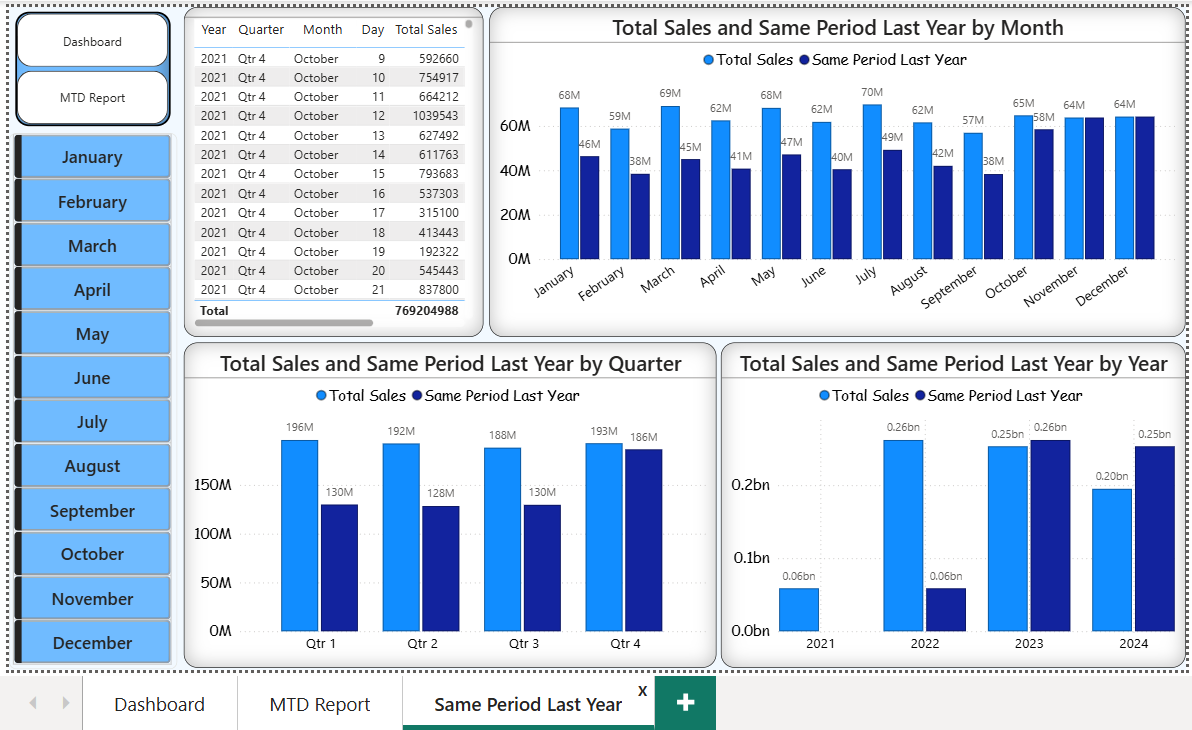 Dashboard
MTD Report
January
February
March
April
May
June
July
August
September
October
November
December
Year Quarter Month Day Total Sales
2021 Qtr 4 October 9 592660
2021 Qtr 4 October 10 754917
2021 Qtr 4 October 11 664212
2021 Qtr 4 October 12 1039543
2021 Qtr 4 October 13 627492
2021 Qtr 4 October 14 611763
2021 Qtr 4 October 15 793683
2021 Qtr 4 October 16 537303
2021 Qtr 4 October 17 315100
2021 Qtr 4 October 18 413443
2021 Qtr 4 October 19 192322
2021 Qtr 4 October 20 545443
2021 Qtr 4 October 21 837800
Total 769204988
Total Sales and Same Period Last Year by Month
Total Sales Same Period Last Year
68M 59M 69M 62M 68M 62M 70M 62M 57M 65M 64M 64M
46M 38M 45M 41M 47M 40M 49M 42M 38M 58M
60M
40M
20M
0M
January February March April May June July August September October November December
Total Sales and Same Period Last Year by Quarter
Total Sales Same Period Last Year
196M 192M 188M 193M 186M
130M 128M 130M
150M
100M
50M
0M
Qtr 1 Qtr 2 Qtr 3 Qtr 4
Total Sales and Same Period Last Year by Year
Total Sales Same Period Last Year
0.26bn 0.25bn 0.26bn 0.25bn
0.20bn
0.06bn 0.06bn
0.2bn
0.1bn
0.0bn
2021 2022 2023 2024
Dashboard MTD Report Same Period Last Year x +